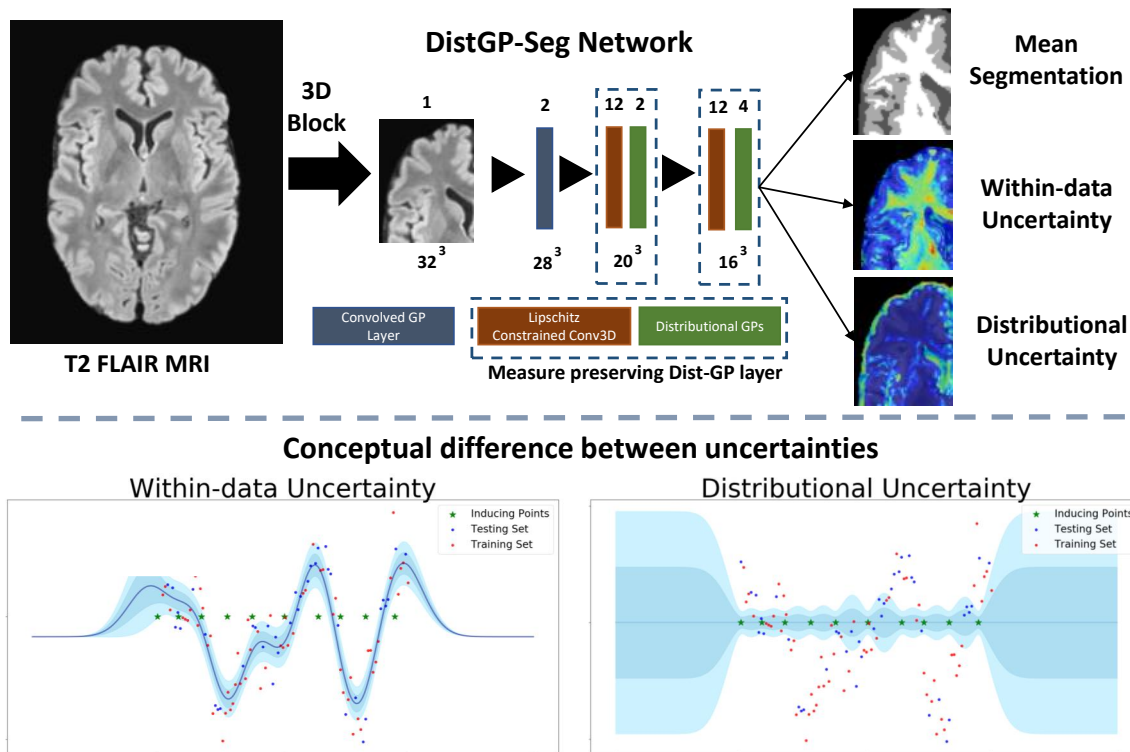 DistGP-Seg Network
3D
Block
1
2
12 2
12 4
32³
28³
20³
16³
Convolved GP
Layer
Lipschitz
Constrained Conv3D
Distributional GPs
Measure preserving Dist-GP layer
T2 FLAIR MRI
Mean
Segmentation
Within-data
Uncertainty
Distributional
Uncertainty
Conceptual difference between uncertainties
Within-data Uncertainty
Inducing Points
Testing Set
Training Set
Distributional Uncertainty
Inducing Points
Testing Set
Training Set